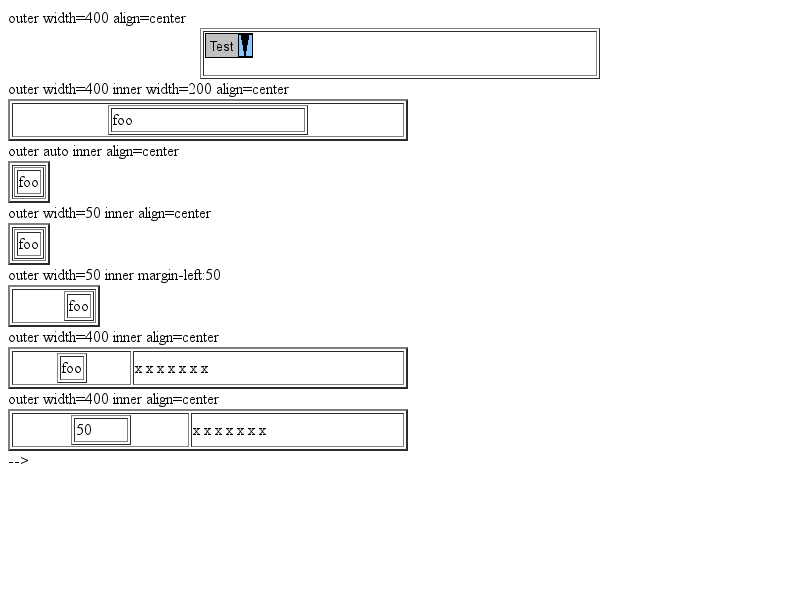 outer width=400 align=center
Test
outer width=400 inner width=200 align=center
foo
outer auto inner align=center
foo
outer width=50 inner align=center
foo
outer width=50 inner margin-left:50
foo
outer width=400 inner align=center
foo x x x x x x x
outer width=400 inner align=center
50 x x x x x x x
-->